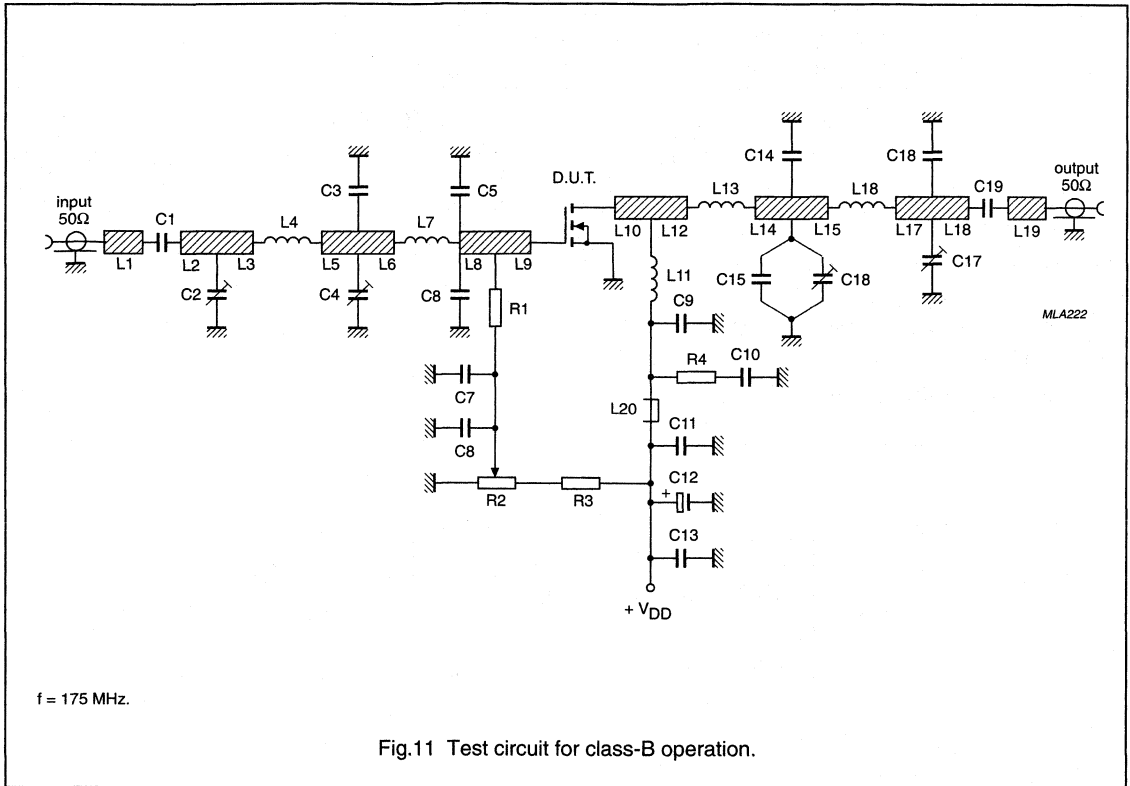 C14
C18
input
50Ω
C3
C5
D.U.T.
L13
L18
C19
output
50Ω
C1
L4
L7
L10
L12
L14
L15
L17
L18
L19
L1
L2
L3
L5
L6
L8
L9
C2
C4
C8
R1
L11
C15
C18
C17
C9
MLA222
C7
R4
C10
L20
C8
C11
R2
R3
C12
+
C13
+ VDD
f = 175 MHz.
Fig.11 Test circuit for class-B operation.